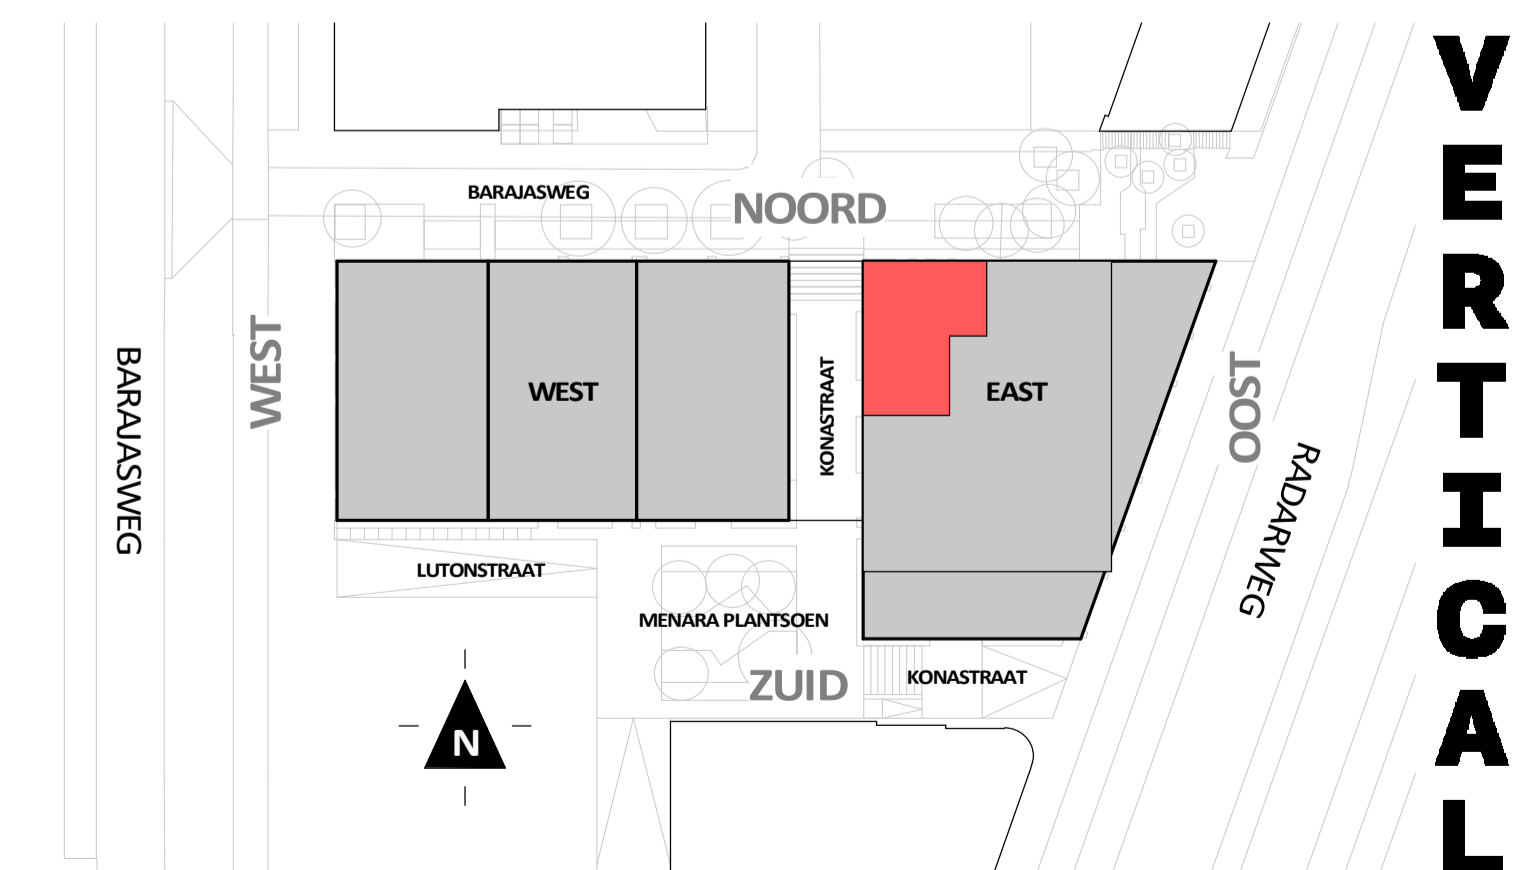 BARAJASWEG
NOORD
WEST
BARAJASWEG
WEST
KONASTRAAT
EAST
OOST
RADARWEG
LUTONSTRAAT
MENARA PLANTSOEN
ZUID
KONASTRAAT
N
VERTICAL